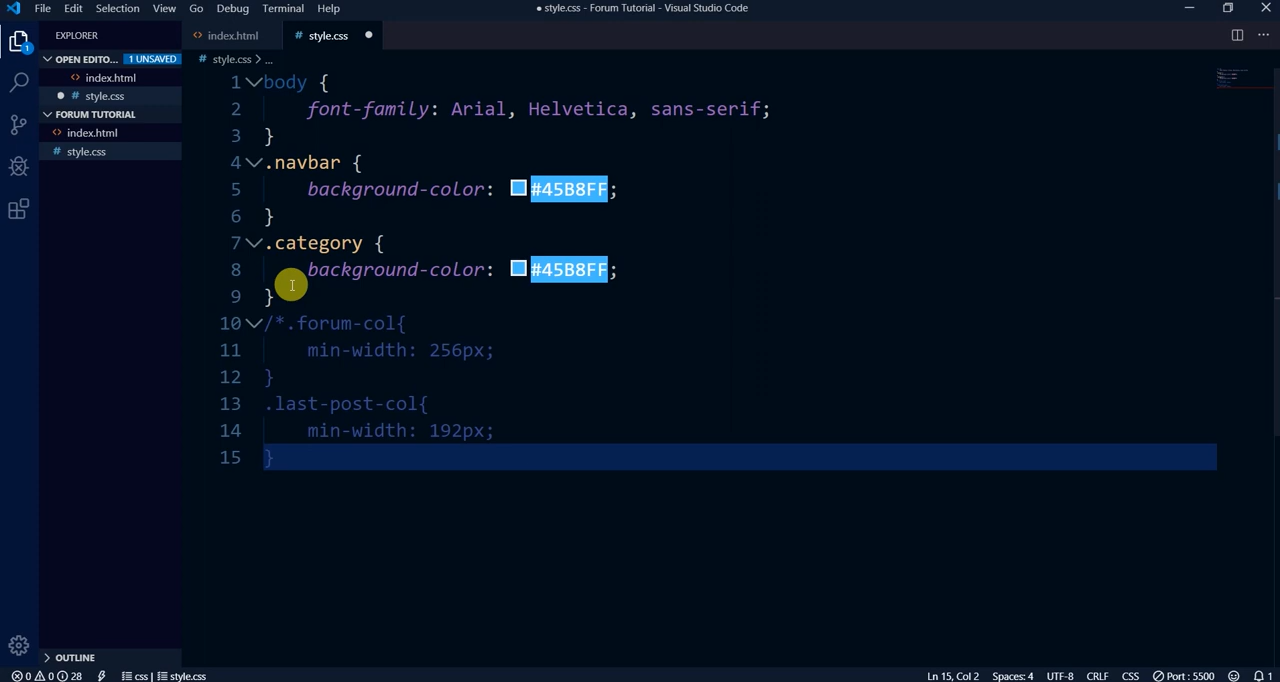 File Edit Selection View Go Debug Terminal Help
● style.css - Forum Tutorial - Visual Studio Code
EXPLORER
OPEN EDITO... 1 UNSAVED
<> index.html
● # style.css
FORUM TUTORIAL
<> index.html
# style.css
OUTLINE
1
<> index.html
# style.css ●
# style.css > ...
1 body {
2 font-family: Arial, Helvetica, sans-serif;
3 }
4 .navbar {
5 background-color: #45B8FF;
6 }
7 .category {
8 background-color: #45B8FF;
9 }
10 /*.forum-col{
11 min-width: 256px;
12 }
13 .last-post-col{
14 min-width: 192px;
15 }
0 0 28 css | style.css
Ln 15, Col 2 Spaces: 4 UTF-8 CRLF CSS Port : 5500 1